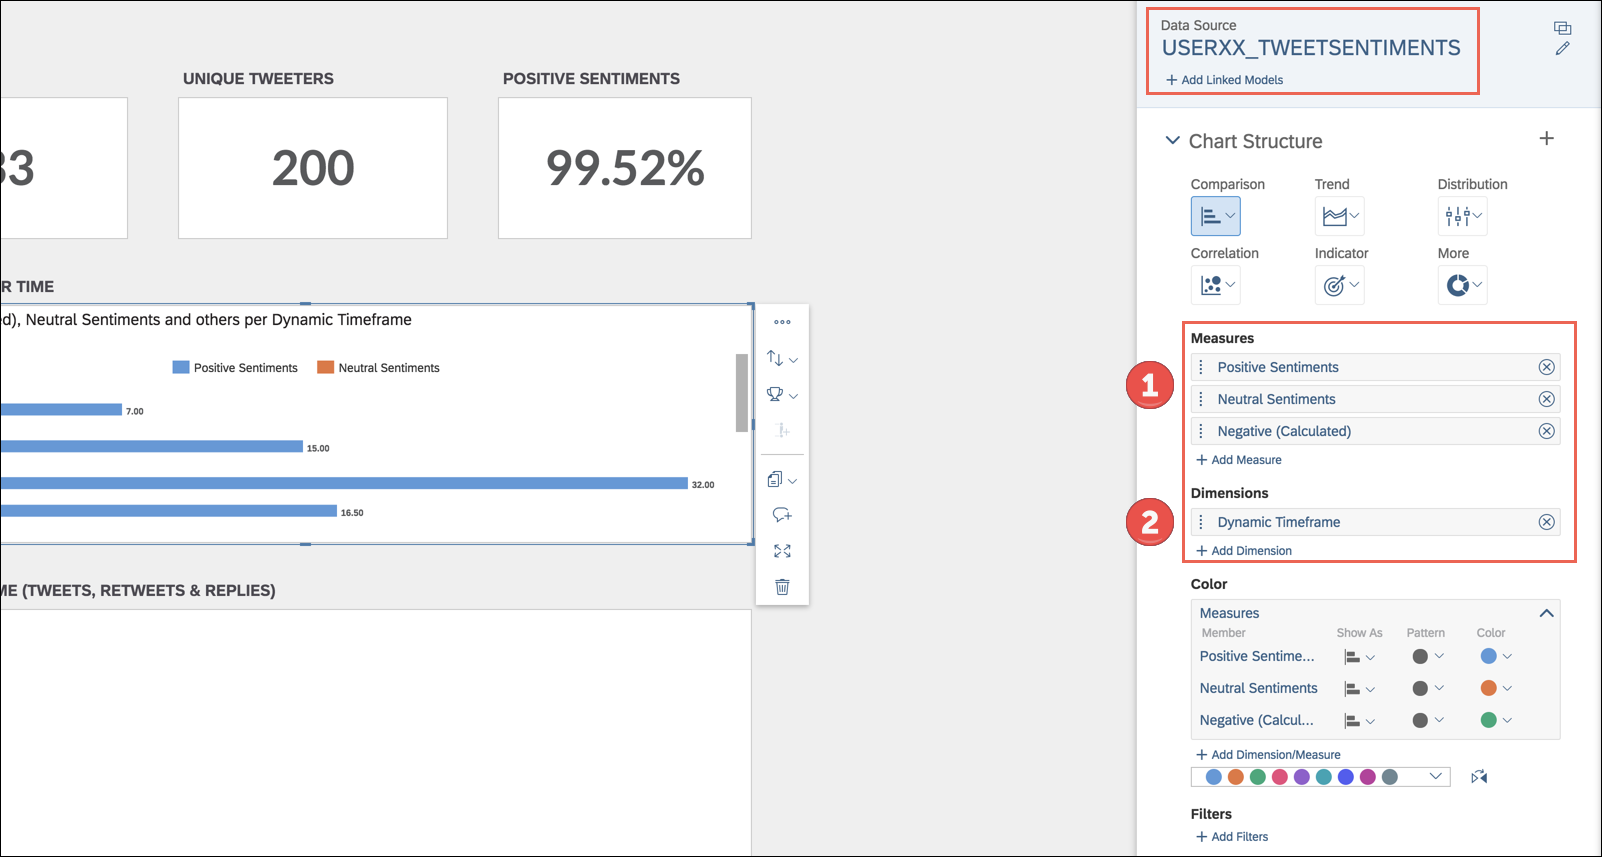 UNIQUE TWEETERS
POSITIVE SENTIMENTS
33
200
99.52%
R TIME
d), Neutral Sentiments and others per Dynamic Timeframe
Positive Sentiments
Neutral Sentiments
7.00
15.00
32.00
16.50
ME (TWEETS, RETWEETS & REPLIES)
Data Source
USERXX_TWEETSENTIMENTS
+ Add Linked Models
Chart Structure
Comparison
Trend
Distribution
Correlation
Indicator
More
1
Measures
Positive Sentiments
Neutral Sentiments
Negative (Calculated)
+ Add Measure
2
Dimensions
Dynamic Timeframe
+ Add Dimension
Color
Measures
Member Show As Pattern Color
Positive Sentime...
Neutral Sentiments
Negative (Calcul...
+ Add Dimension/Measure
Filters
+ Add Filters